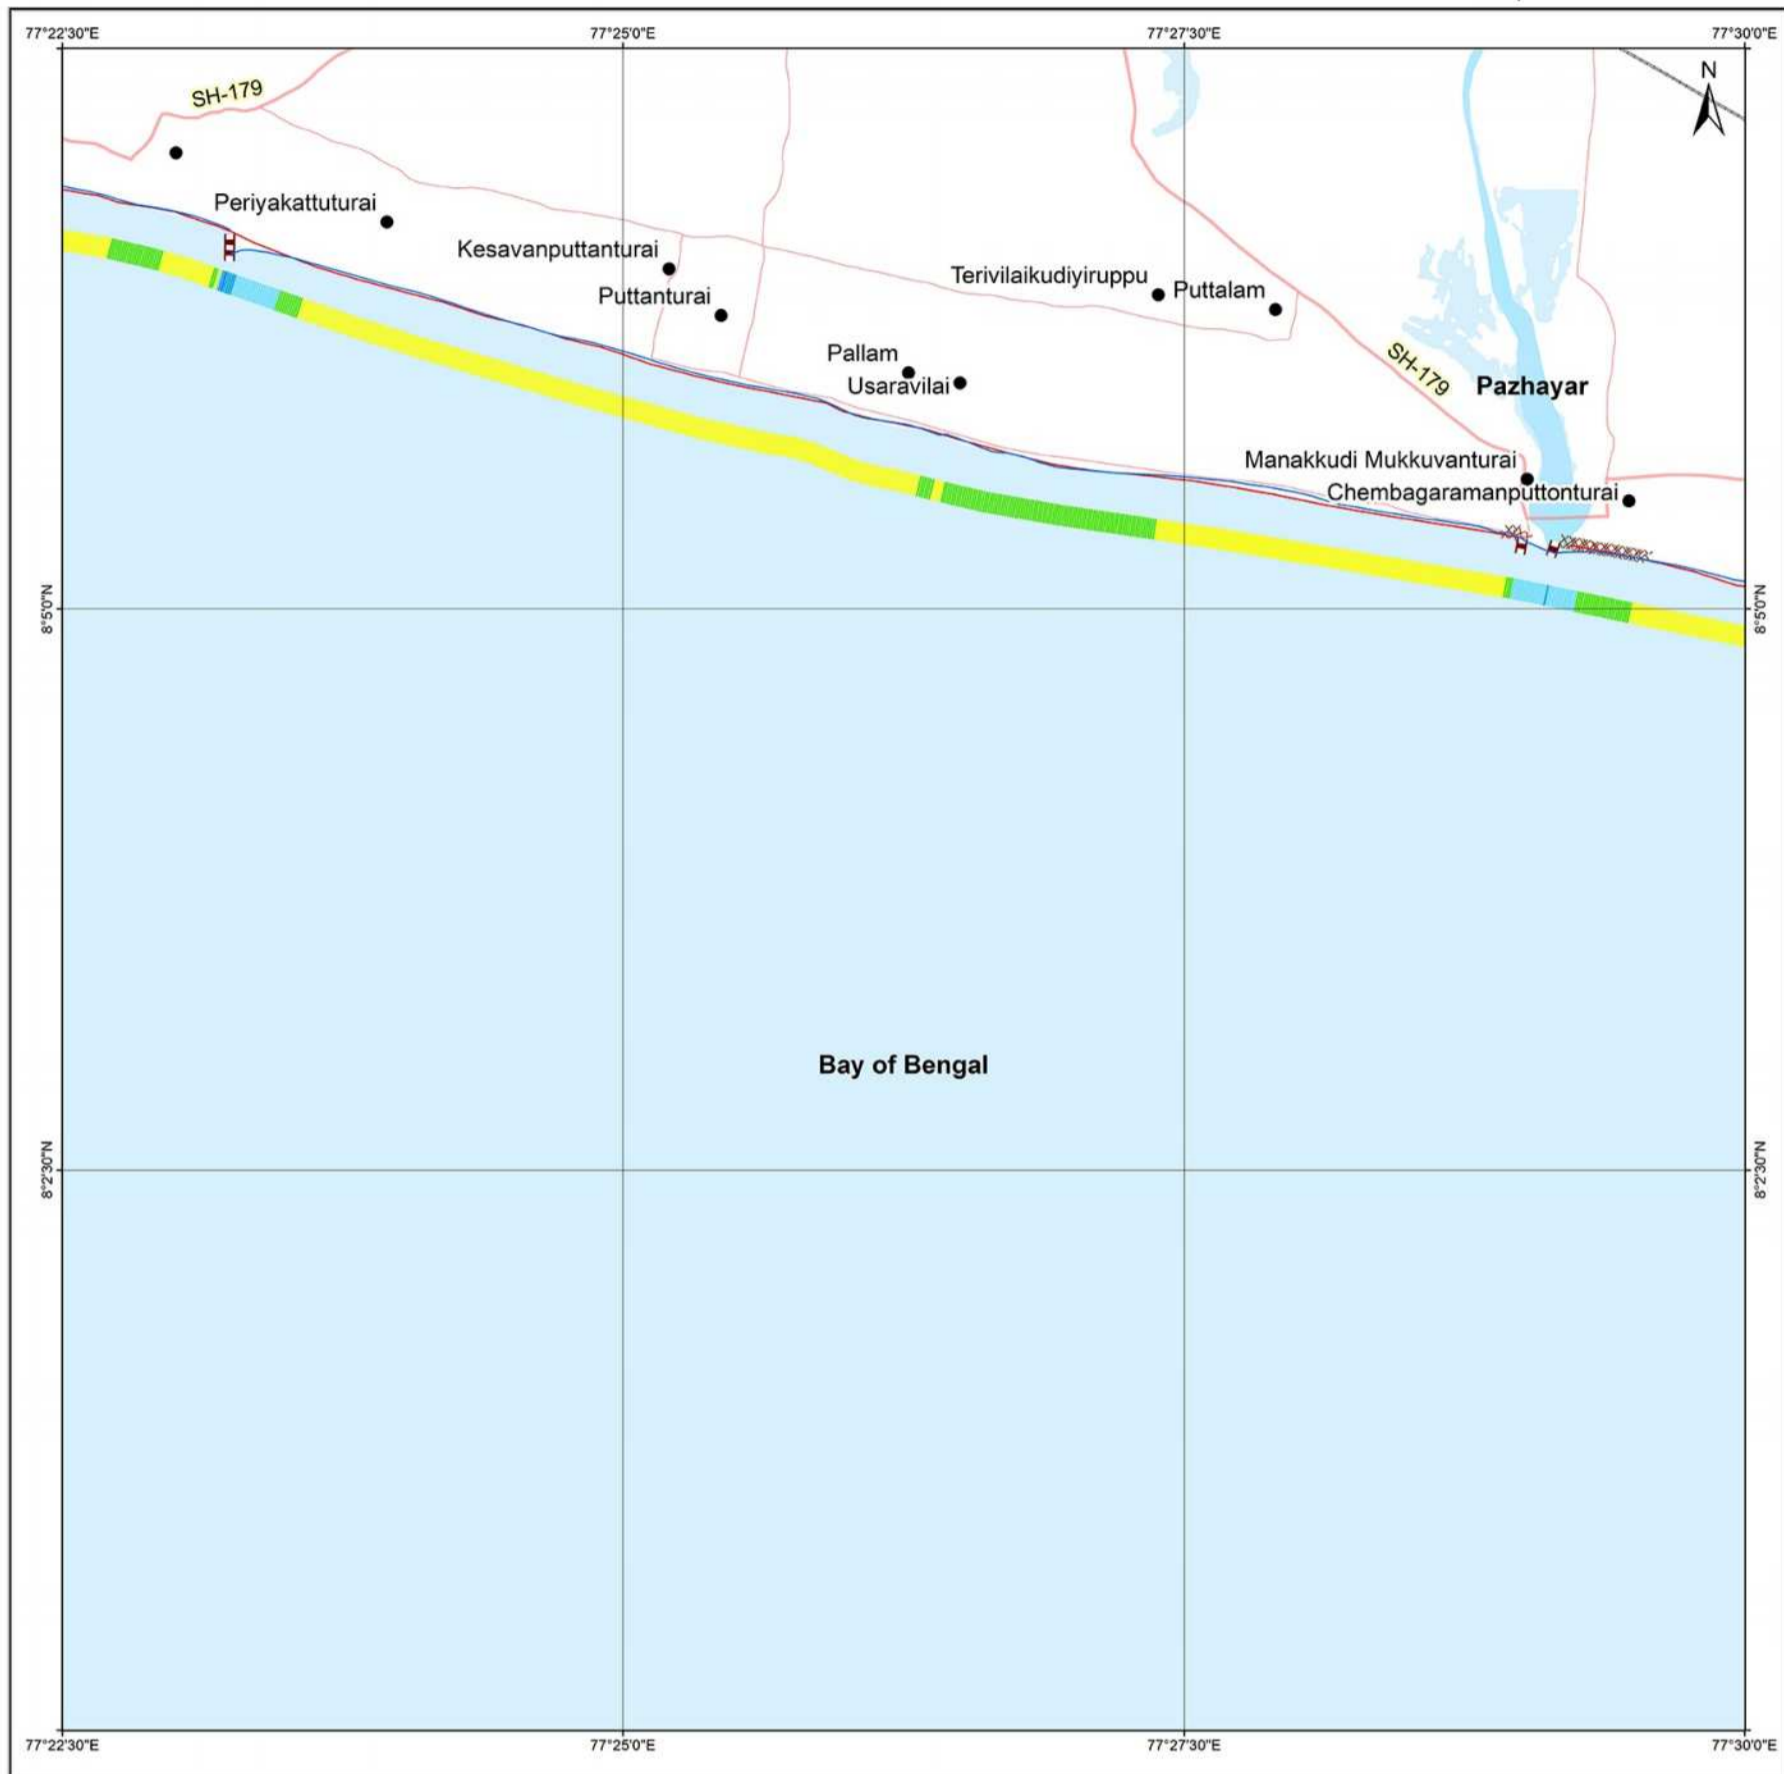 77°22'30"E
77°25'0"E
77°27'30"E
77°30'0"E
N
SH-179
Periyakattuturai
Kesavanputtanturai
Puttanturai
Terivilaikudiyiruppu
Puttalam
Pallam
Usaravilai
SH-179
Pazhayar
Manakkudi Mukkuvanturai
Chembagaramanputtonturai
8°5'0"N
8°5'0"N
Bay of Bengal
8°2'30"N
8°2'30"N
77°22'30"E
77°25'0"E
77°27'30"E
77°30'0"E